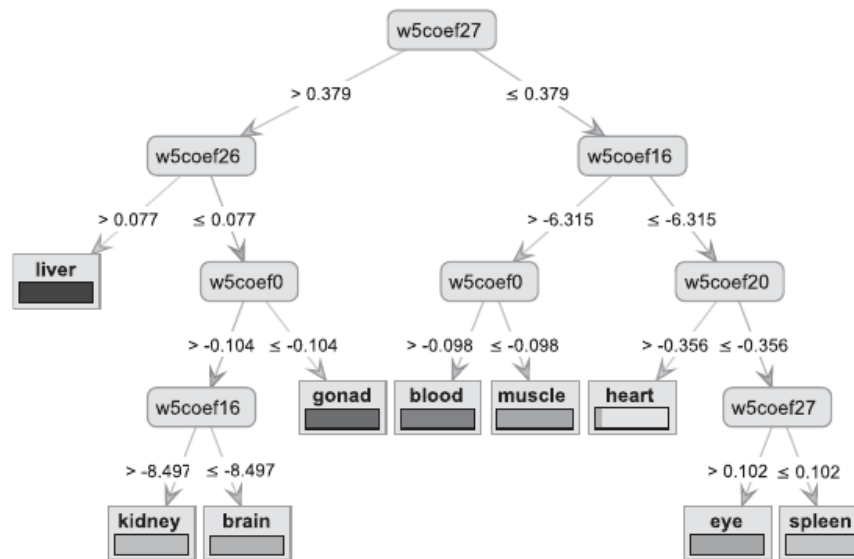 w5coef27
> 0.379 ≤ 0.379
w5coef26 w5coef16
> 0.077 ≤ 0.077 > -6.315 ≤ -6.315
liver w5coef0 w5coef0 w5coef20
> -0.104 ≤ -0.104 > -0.098 ≤ -0.098 > -0.356 ≤ -0.356
w5coef16 gonad blood muscle heart w5coef27
> -8.497 ≤ -8.497 > 0.102 ≤ 0.102
kidney brain eye spleen